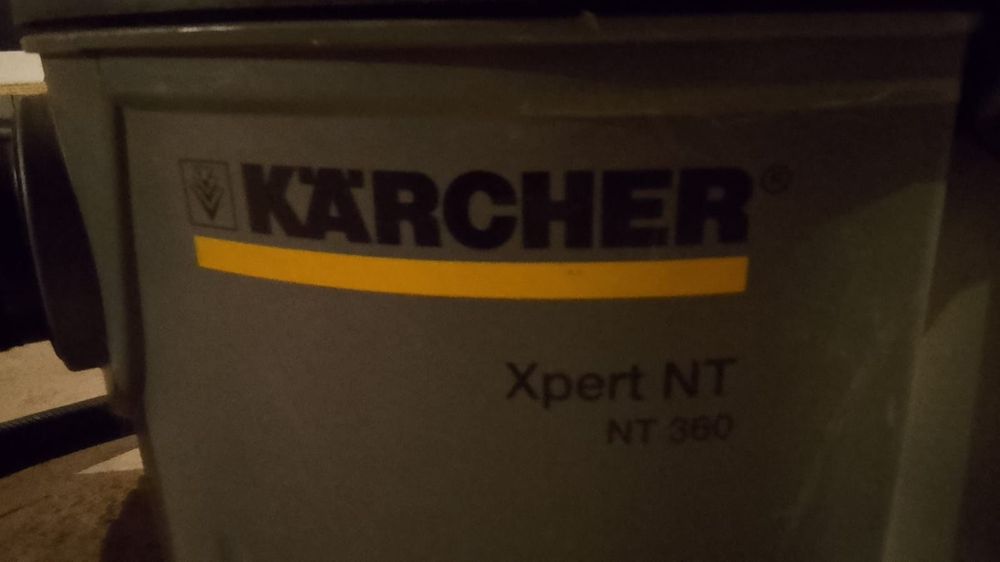 KÄRCHER®
Xpert NT
NT 360